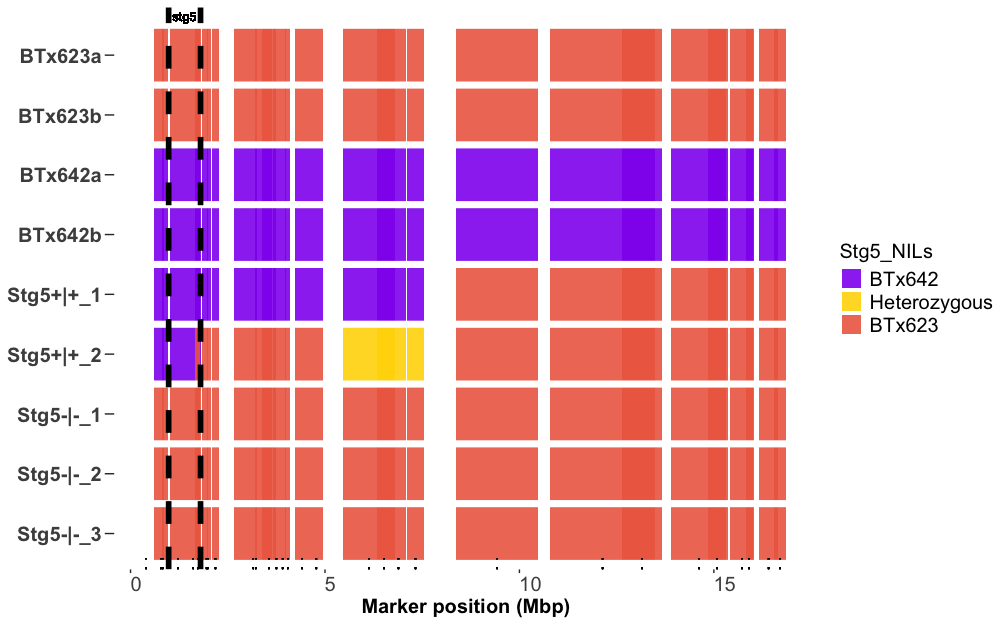 stg5
BTx623a
BTx623b
BTx642a
BTx642b
Stg5+|+_1
Stg5+|+_2
Stg5-|-_1
Stg5-|-_2
Stg5-|-_3
0 5 10 15
Marker position (Mbp)
Stg5_NILs
BTx642
Heterozygous
BTx623